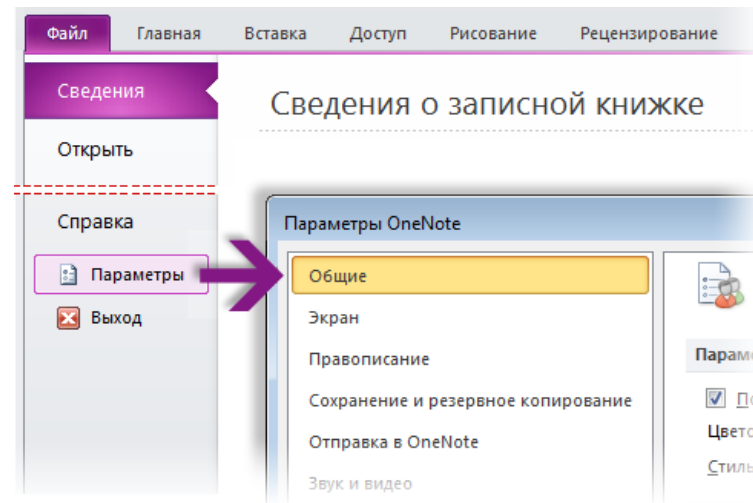 Файл Главная Вставка Доступ Рисование Рецензирование
Сведения
Сведения о записной книжке
Открыть
Справка
Параметры
Выход
Параметры OneNote
Общие
Экран
Правописание
Сохранение и резервное копирование
Отправка в OneNote
Звук и видео